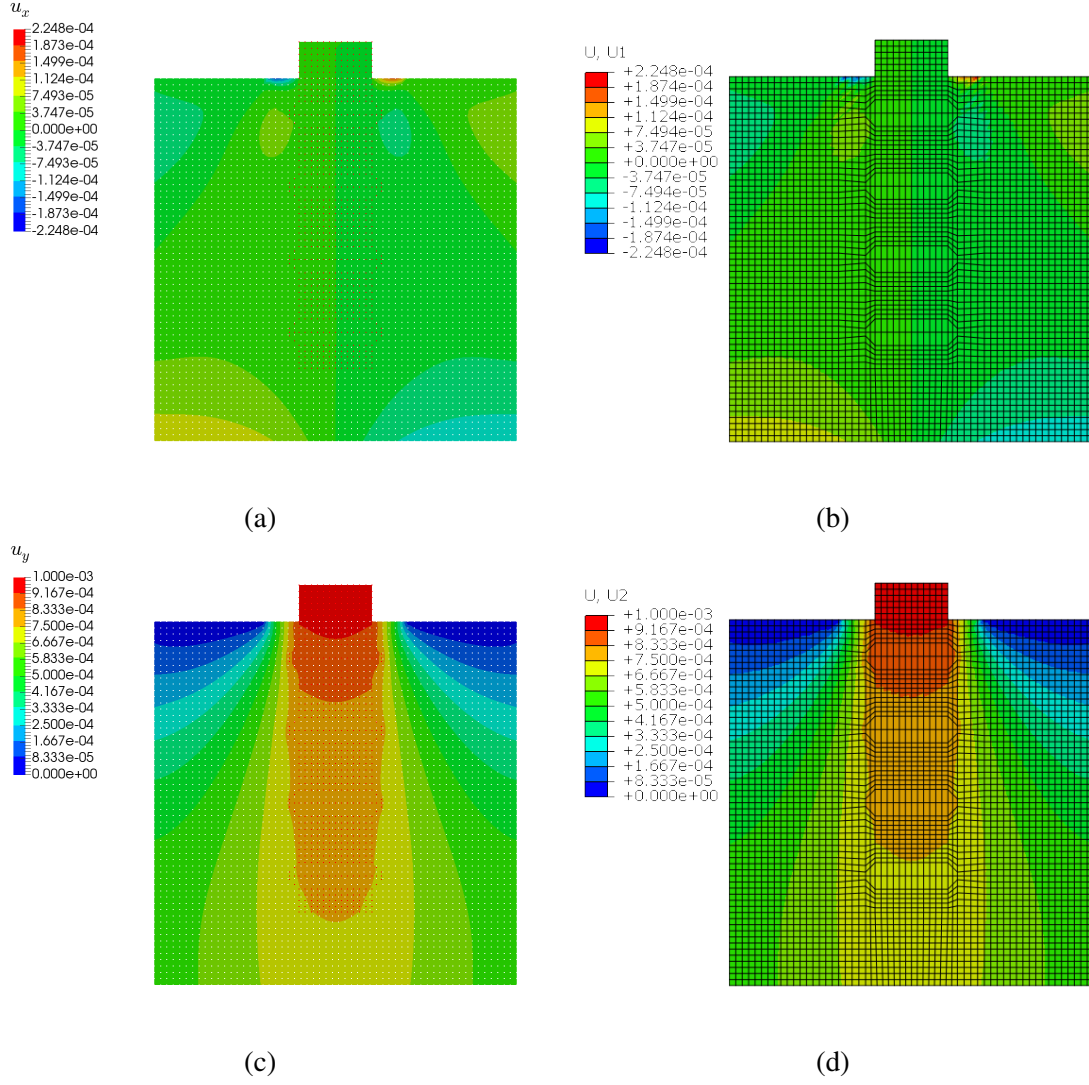 u_x
2.248e-04
1.873e-04
1.499e-04
1.124e-04
7.493e-05
3.747e-05
0.000e+00
-3.747e-05
-7.493e-05
-1.124e-04
-1.499e-04
-1.873e-04
-2.248e-04
U, U1
+2.248e-04
+1.874e-04
+1.499e-04
+1.124e-04
+7.494e-05
+3.747e-05
+0.000e+00
-3.747e-05
-7.494e-05
-1.124e-04
-1.499e-04
-1.874e-04
-2.248e-04
(a)
(b)
u_y
1.000e-03
9.167e-04
8.333e-04
7.500e-04
6.667e-04
5.833e-04
5.000e-04
4.167e-04
3.333e-04
2.500e-04
1.667e-04
8.333e-05
0.000e+00
U, U2
+1.000e-03
+9.167e-04
+8.333e-04
+7.500e-04
+6.667e-04
+5.833e-04
+5.000e-04
+4.167e-04
+3.333e-04
+2.500e-04
+1.667e-04
+8.333e-05
+0.000e+00
(c)
(d)